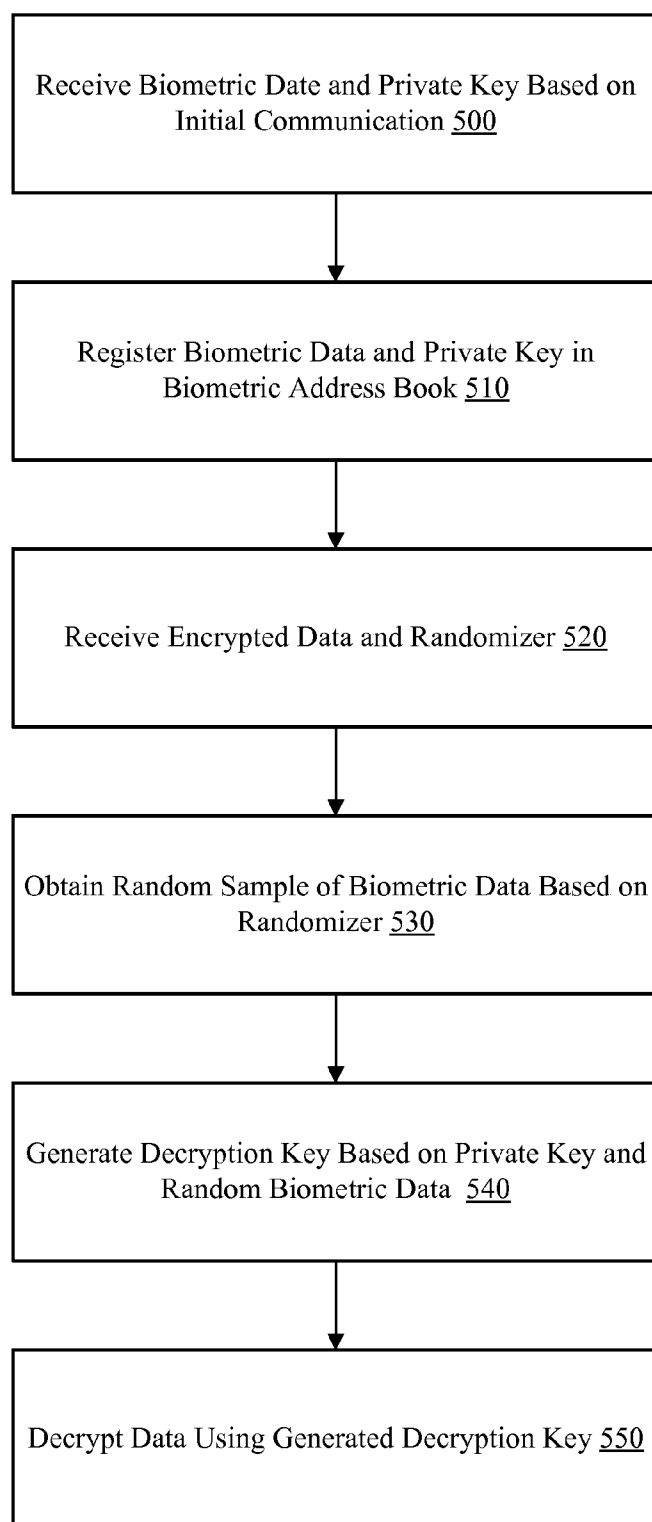 Receive Biometric Date and Private Key Based on
Initial Communication 500
Register Biometric Data and Private Key in
Biometric Address Book 510
Receive Encrypted Data and Randomizer 520
Obtain Random Sample of Biometric Data Based on
Randomizer 530
Generate Decryption Key Based on Private Key and
Random Biometric Data 540
Decrypt Data Using Generated Decryption Key 550